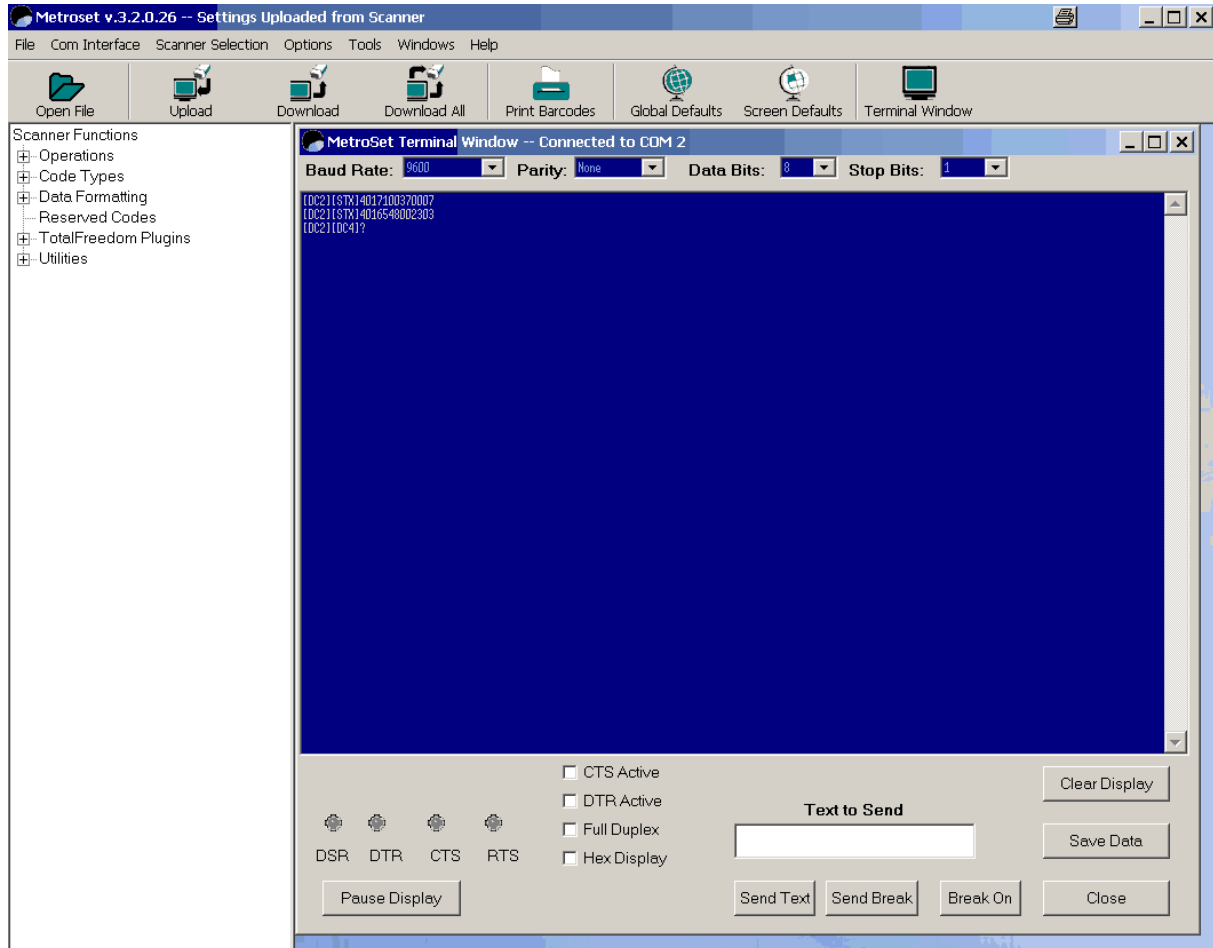 Metroset v.3.2.0.26 -- Settings Uploaded from Scanner
File Com Interface Scanner Selection Options Tools Windows Help
Open File Upload Download Download All Print Barcodes Global Defaults Screen Defaults Terminal Window
Scanner Functions
Operations
Code Types
Data Formatting
Reserved Codes
TotalFreedom Plugins
Utilities
MetroSet Terminal Window -- Connected to COM 2
Baud Rate: 9600 Parity: None Data Bits: 8 Stop Bits: 1
[DC2][STX]4017100370007
[DC2][STX]4016548002303
[DC2][DC4]?
CTS Active
DTR Active
Full Duplex
Hex Display
DSR DTR CTS RTS
Pause Display
Text to Send
Send Text Send Break Break On
Clear Display
Save Data
Close